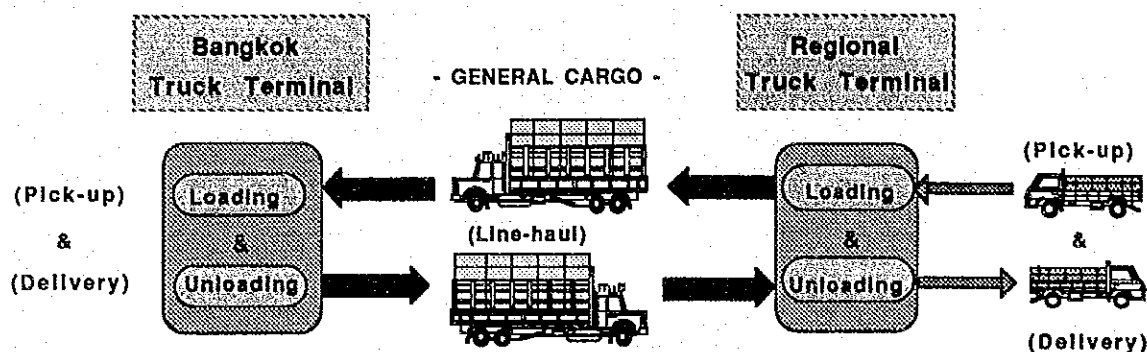 Bangkok
Truck Terminal
- GENERAL CARGO -
Regional
Truck Terminal
(Pick-up)
&
(Delivery)
Loading
&
Unloading
(Line-haul)
Loading
&
Unloading
(Pick-up)
&
(Delivery)